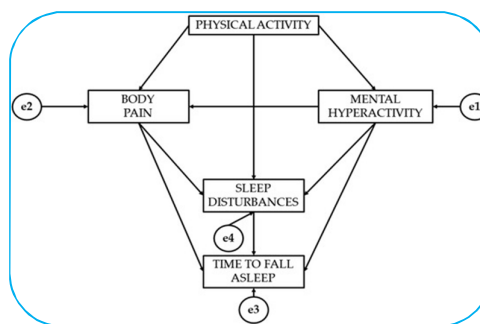 PHYSICAL ACTIVITY
e2
BODY
PAIN
MENTAL
HYPERACTIVITY
e1
SLEEP
DISTURBANCES
e4
TIME TO FALL
ASLEEP
e3